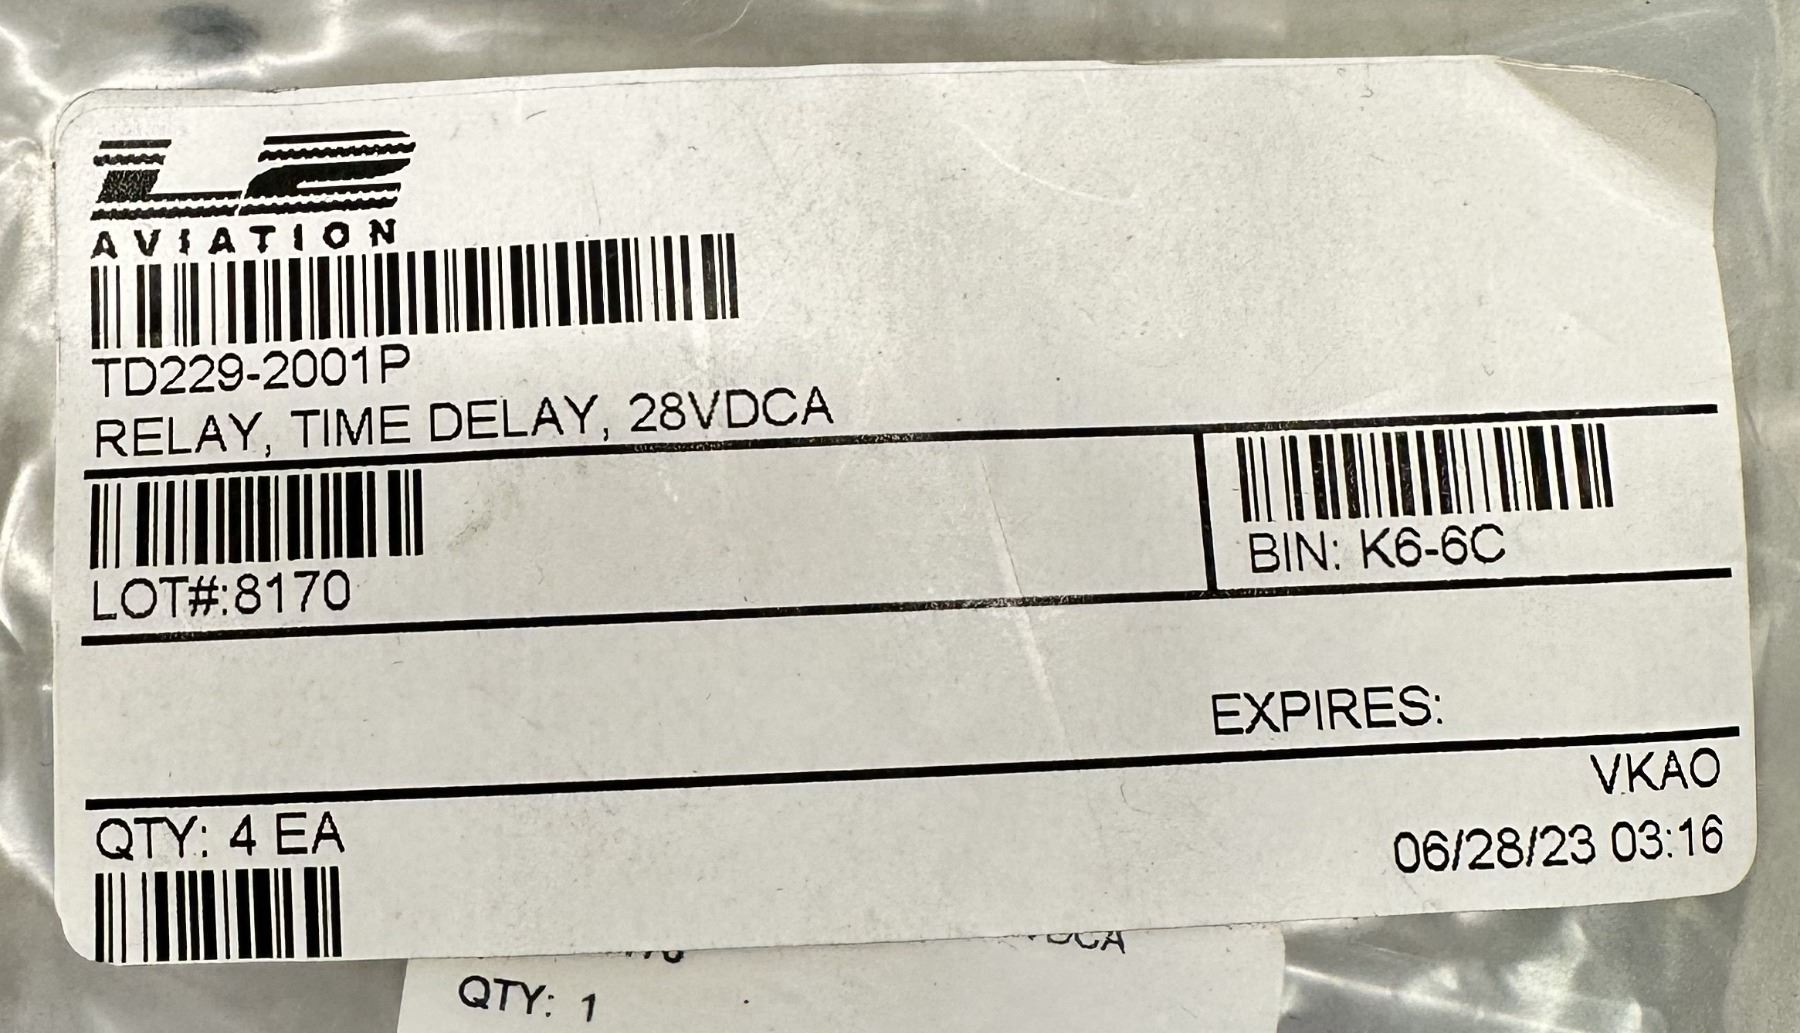 L2
AVIATION
TD229-2001P
RELAY, TIME DELAY, 28VDCA
LOT#:8170
BIN: K6-6C
EXPIRES:
VKAO
QTY: 4 EA
06/28/23 03:16
QTY: 1